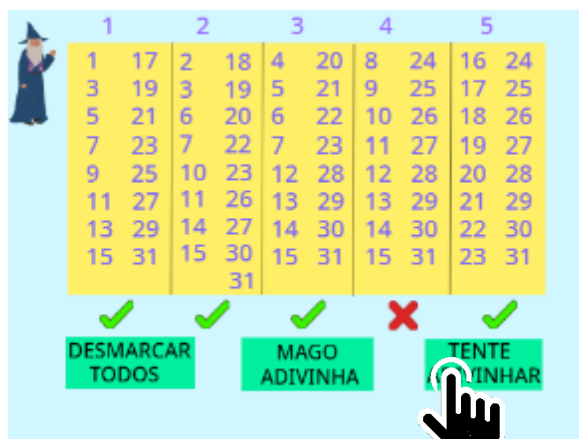 1 2 3 4 5
1 17 2 18 4 20 8 24 16 24
3 19 3 19 5 21 9 25 17 25
5 21 6 20 6 22 10 26 18 26
7 23 7 22 7 23 11 27 19 27
9 25 10 23 12 28 12 28 20 28
11 27 11 26 13 29 13 29 21 29
13 29 14 27 14 30 14 30 22 30
15 31 15 30 15 31 15 31 23 31
31
DESMARCAR
TODOS
MAGO
ADIVINHA
TENTE
ADIVINHAR